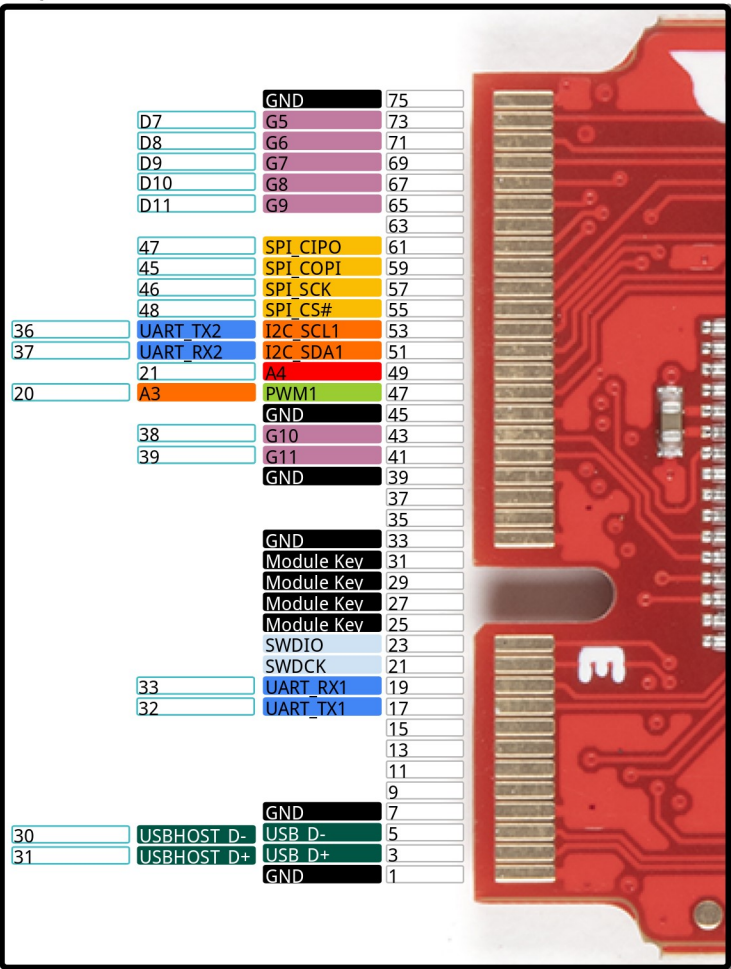 GND 75
D7 G5 73
D8 G6 71
D9 G7 69
D10 G8 67
D11 G9 65
63
47 SPI_CIPO 61
45 SPI_COPI 59
46 SPI_SCK 57
48 SPI_CS# 55
36 UART_TX2 I2C_SCL1 53
37 UART_RX2 I2C_SDA1 51
21 A4 49
20 A3 PWM1 47
GND 45
38 G10 43
39 G11 41
GND 39
37
35
GND 33
Module Key 31
Module Key 29
Module Key 27
Module Key 25
SWDIO 23
SWDCK 21
33 UART_RX1 19
32 UART_TX1 17
15
13
11
9
GND 7
30 USBHOST_D- USB_D- 5
31 USBHOST_D+ USB_D+ 3
GND 1
E